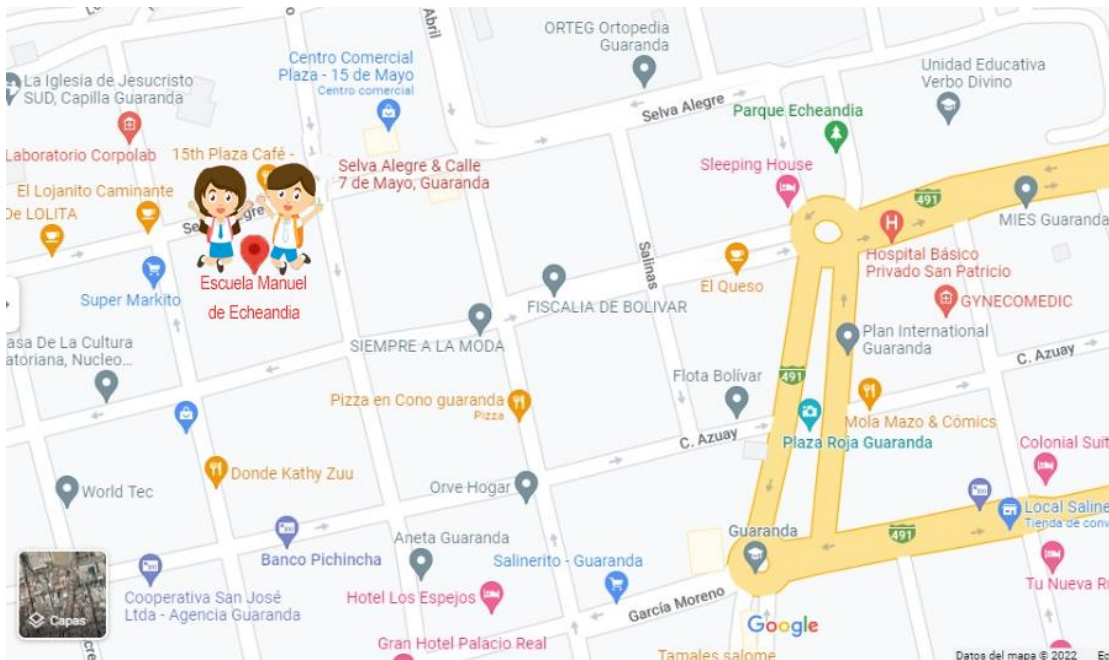 Abril
ORTEG Ortopedia
Guaranda
Centro Comercial
Plaza - 15 de Mayo
Centro comercial
Unidad Educativa
Verbo Divino
La Iglesia de Jesucristo
SUD, Capilla Guaranda
Selva Alegre
Parque Echeandia
Laboratorio Corpolab
15th Plaza Café -
Selva Alegre & Calle
7 de Mayo, Guaranda
Sleeping House
El Lojanito Caminante
De LOLITA
491
MIES Guaranda
Hospital Básico
Privado San Patricio
Salinas
Escuela Manuel
de Echeandia
El Queso
Super Markito
FISCALIA DE BOLIVAR
GYNECOMEDIC
SIEMPRE A LA MODA
Plan International
Guaranda
asa De La Cultura
atoriana, Nucleo...
C. Azuay
Flota Bolívar
491
Pizza en Cono guaranda
Pizza
Mola Mazo & Cómics
C. Azuay
Plaza Roja Guaranda
Colonial Suit
Donde Kathy Zuu
World Tec
Orve Hogar
Local Saline
Tienda de conv
Guaranda
491
Banco Pichincha
Aneta Guaranda
Salinerito - Guaranda
Cooperativa San José
Ltda - Agencia Guaranda
Hotel Los Espejos
García Moreno
Tu Nueva Ri
Capas
Google
Gran Hotel Palacio Real
Tamales salome
Datos del mapa © 2022